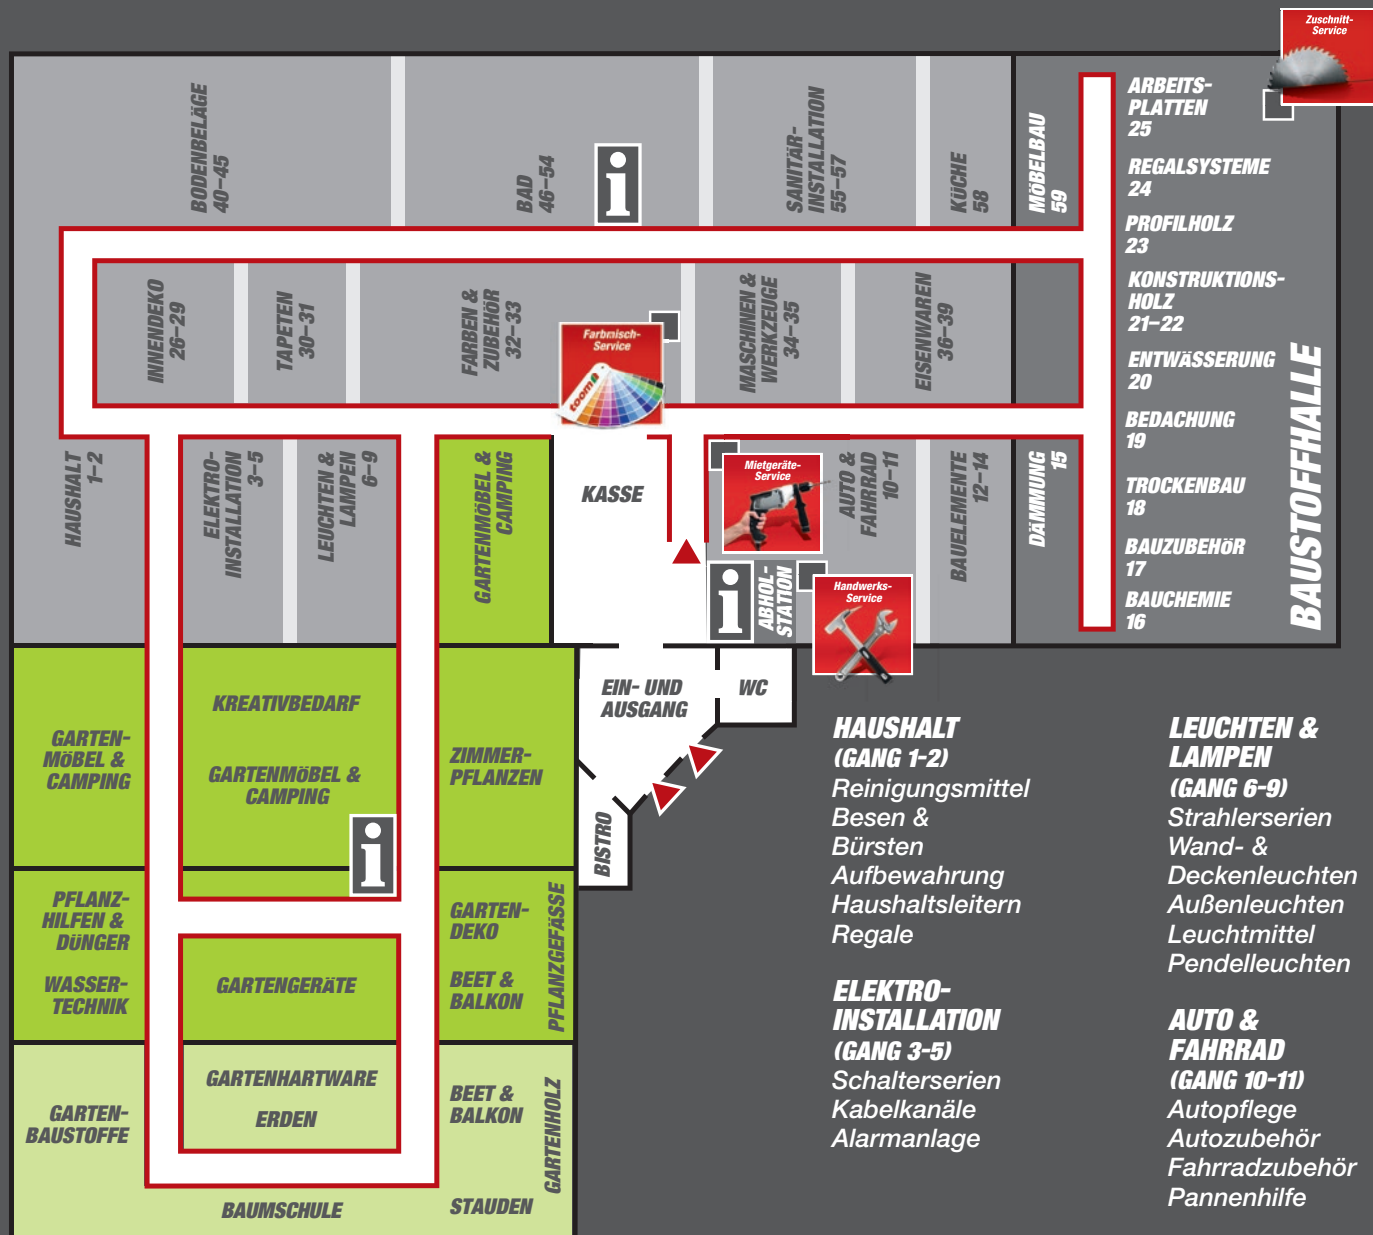 Zuschnitt-
Service
BODENBELÄGE
40–45
BAD
46–54
i
SANITÄR-
INSTALLATION
55–57
KÜCHE
58
MÖBELBAU
59
ARBEITS-
PLATTEN
25
REGALSYSTEME
24
PROFILHOLZ
23
KONSTRUKTIONS-
HOLZ
21–22
ENTWÄSSERUNG
20
BEDACHUNG
19
TROCKENBAU
18
BAUZUBEHÖR
17
BAUCHEMIE
16
BAUSTOFFHALLE
INNENDEKO
26–29
TAPETEN
30–31
FARBEN &
ZUBEHÖR
32–33
Farbmisch-
Service
toom
MASCHINEN &
WERKZEUGE
34–35
EISENWAREN
36–39
HAUSHALT
1–2
ELEKTRO-
INSTALLATION
3–5
LEUCHTEN &
LAMPEN
6–9
GARTENMÖBEL &
CAMPING
KASSE
Mietgeräte-
Service
AUTO &
FAHRRAD
10–11
BAUELEMENTE
12–14
DÄMMUNG
15
i
ABHOL-
STATION
Handwerks-
Service
GARTEN-
MÖBEL &
CAMPING
KREATIVBEDARF
GARTENMÖBEL &
CAMPING
i
ZIMMER-
PFLANZEN
EIN- UND
AUSGANG
WC
BISTRO
PFLANZ-
HILFEN &
DÜNGER
WASSER-
TECHNIK
GARTENGERÄTE
GARTEN-
DEKO
BEET &
BALKON
PFLANZGEFÄSSE
GARTEN-
BAUSTOFFE
GARTENHARTWARE
ERDEN
BEET &
BALKON
GARTENHOLZ
BAUMSCHULE
STAUDEN
HAUSHALT
(GANG 1-2)
Reinigungsmittel
Besen &
Bürsten
Aufbewahrung
Haushaltsleitern
Regale
ELEKTRO-
INSTALLATION
(GANG 3-5)
Schalterserien
Kabelkanäle
Alarmanlage
LEUCHTEN &
LAMPEN
(GANG 6-9)
Strahlerserien
Wand- &
Deckenleuchten
Außenleuchten
Leuchtmittel
Pendelleuchten
AUTO &
FAHRRAD
(GANG 10-11)
Autopflege
Autozubehör
Fahrradzubehör
Pannenhilfe